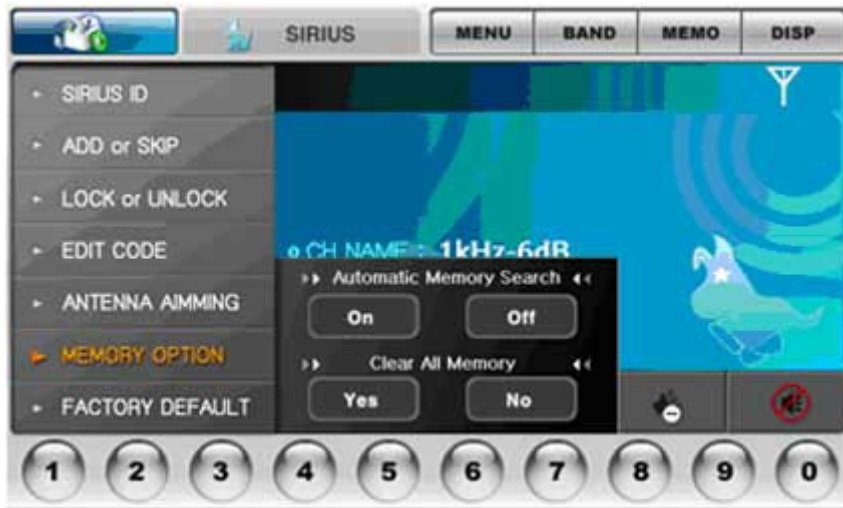 SIRIUS MENU BAND MEMO DISP
SIRIUS ID
ADD or SKIP
LOCK or UNLOCK
EDIT CODE
CH NAME : 1kHz-6dB
Automatic Memory Search
ANTENNA AIMMING
On Off
MEMORY OPTION
Clear All Memory
FACTORY DEFAULT
Yes No
1 2 3 4 5 6 7 8 9 0